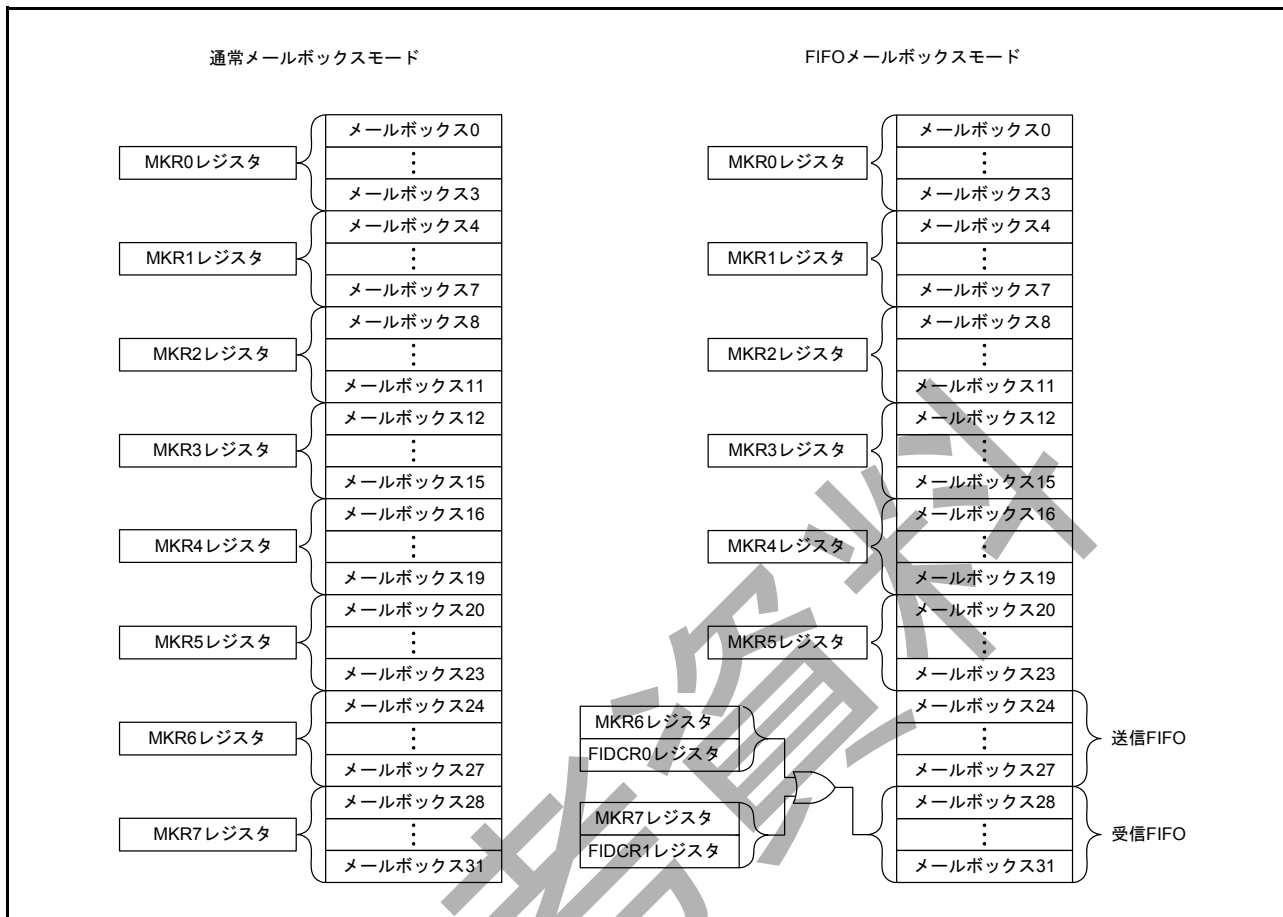 通常メールボックスモード
MKR0レジスタ
メールボックス0
⋮
メールボックス3
MKR1レジスタ
メールボックス4
⋮
メールボックス7
MKR2レジスタ
メールボックス8
⋮
メールボックス11
MKR3レジスタ
メールボックス12
⋮
メールボックス15
MKR4レジスタ
メールボックス16
⋮
メールボックス19
MKR5レジスタ
メールボックス20
⋮
メールボックス23
MKR6レジスタ
メールボックス24
⋮
メールボックス27
MKR7レジスタ
メールボックス28
⋮
メールボックス31
FIFOメールボックスモード
MKR0レジスタ
メールボックス0
⋮
メールボックス3
MKR1レジスタ
メールボックス4
⋮
メールボックス7
MKR2レジスタ
メールボックス8
⋮
メールボックス11
MKR3レジスタ
メールボックス12
⋮
メールボックス15
MKR4レジスタ
メールボックス16
⋮
メールボックス19
MKR5レジスタ
メールボックス20
⋮
メールボックス23
MKR6レジスタ
FIDCR0レジスタ
メールボックス24
⋮
メールボックス27
送信FIFO
MKR7レジスタ
FIDCR1レジスタ
メールボックス28
⋮
メールボックス31
受信FIFO
考資料